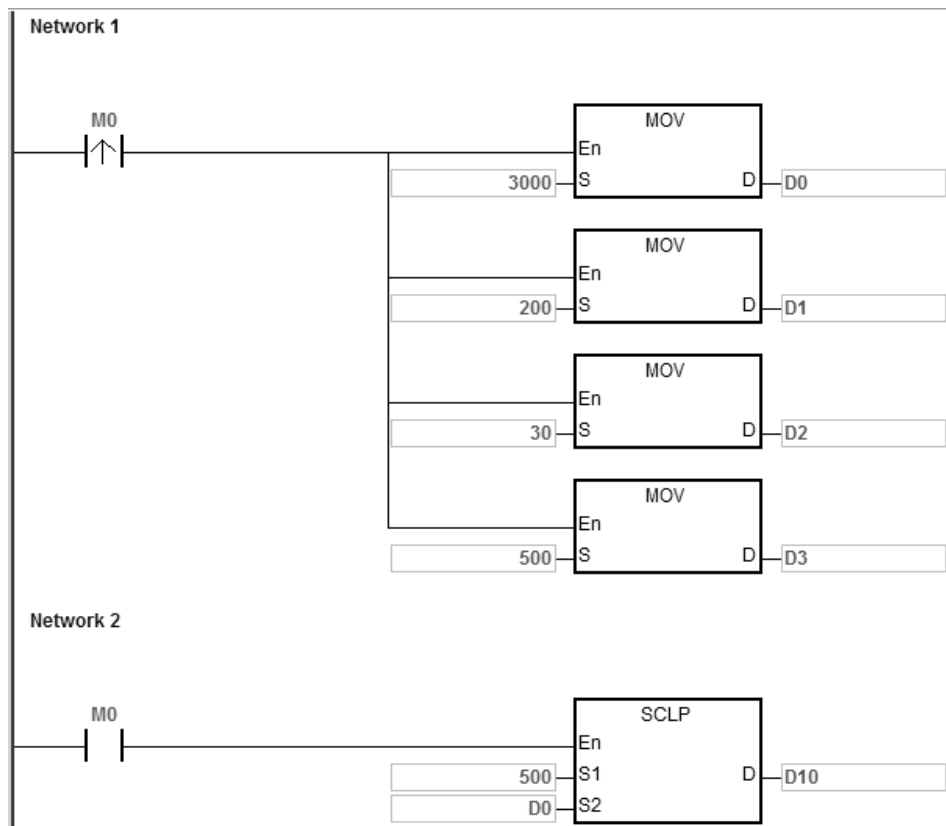 Network 1
M0
MOV
En
3000 S D D0
MOV
En
200 S D D1
MOV
En
30 S D D2
MOV
En
500 S D D3
Network 2
M0
SCLP
En
500 S1 D D10
D0 S2